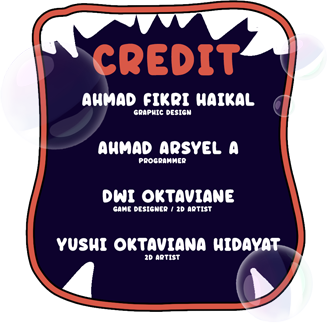 CREDIT
AHMAD FIKRI HAIKAL
GRAPHIC DESIGN
AHMAD ARSYEL A
PROGRAMMER
DWI OKTAVIANE
GAME DESIGNER / 2D ARTIST
YUSHI OKTAVIANA HIDAYAT
2D ARTIST